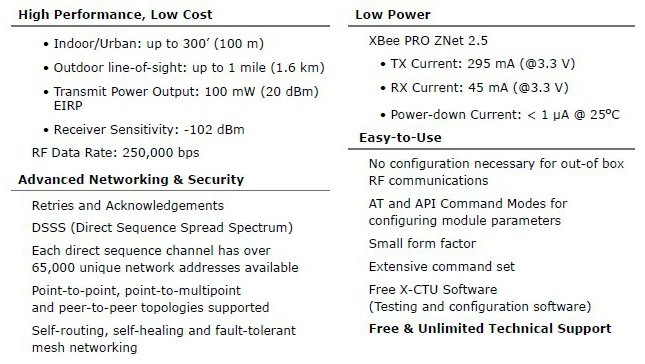 High Performance, Low Cost
• Indoor/Urban: up to 300’ (100 m)
• Outdoor line-of-sight: up to 1 mile (1.6 km)
• Transmit Power Output: 100 mW (20 dBm)
EIRP
• Receiver Sensitivity: -102 dBm
RF Data Rate: 250,000 bps
Advanced Networking & Security
Retries and Acknowledgements
DSSS (Direct Sequence Spread Spectrum)
Each direct sequence channel has over
65,000 unique network addresses available
Point-to-point, point-to-multipoint
and peer-to-peer topologies supported
Self-routing, self-healing and fault-tolerant
mesh networking
Low Power
XBee PRO ZNet 2.5
• TX Current: 295 mA (@3.3 V)
• RX Current: 45 mA (@3.3 V)
• Power-down Current: < 1 µA @ 25°C
Easy-to-Use
No configuration necessary for out-of box
RF communications
AT and API Command Modes for
configuring module parameters
Small form factor
Extensive command set
Free X-CTU Software
(Testing and configuration software)
Free & Unlimited Technical Support